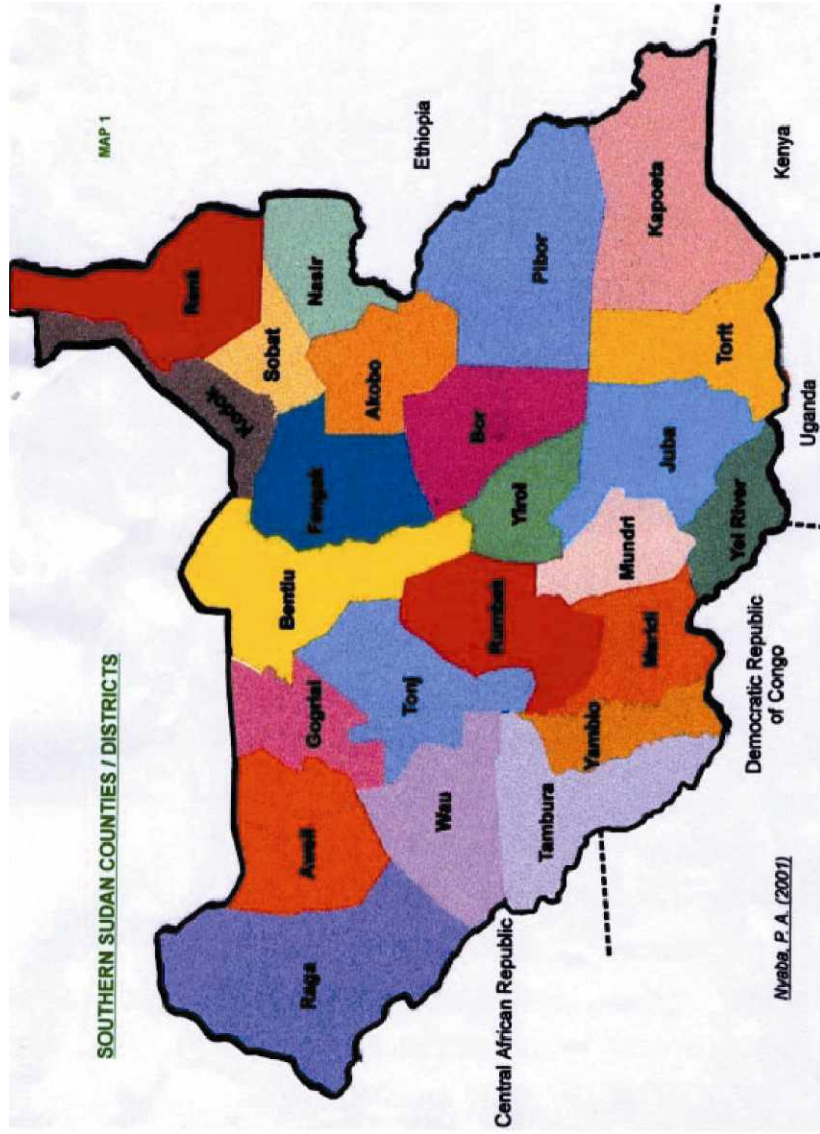 SOUTHERN SUDAN COUNTIES / DISTRICTS
MAP 1
Renk
Kodok
Sobat
Nasir
Bentiu
Fangak
Gogrial
Aweil
Raga
Akobo
Ethiopia
Tonj
Wau
Rumbek
Bor
Yirol
Pibor
Central African Republic
Tambura
Yambio
Maridi
Mundri
Juba
Torit
Kapoeta
Yei River
Democratic Republic
of Congo
Uganda
Kenya
Nyaba, P. A. (2001)